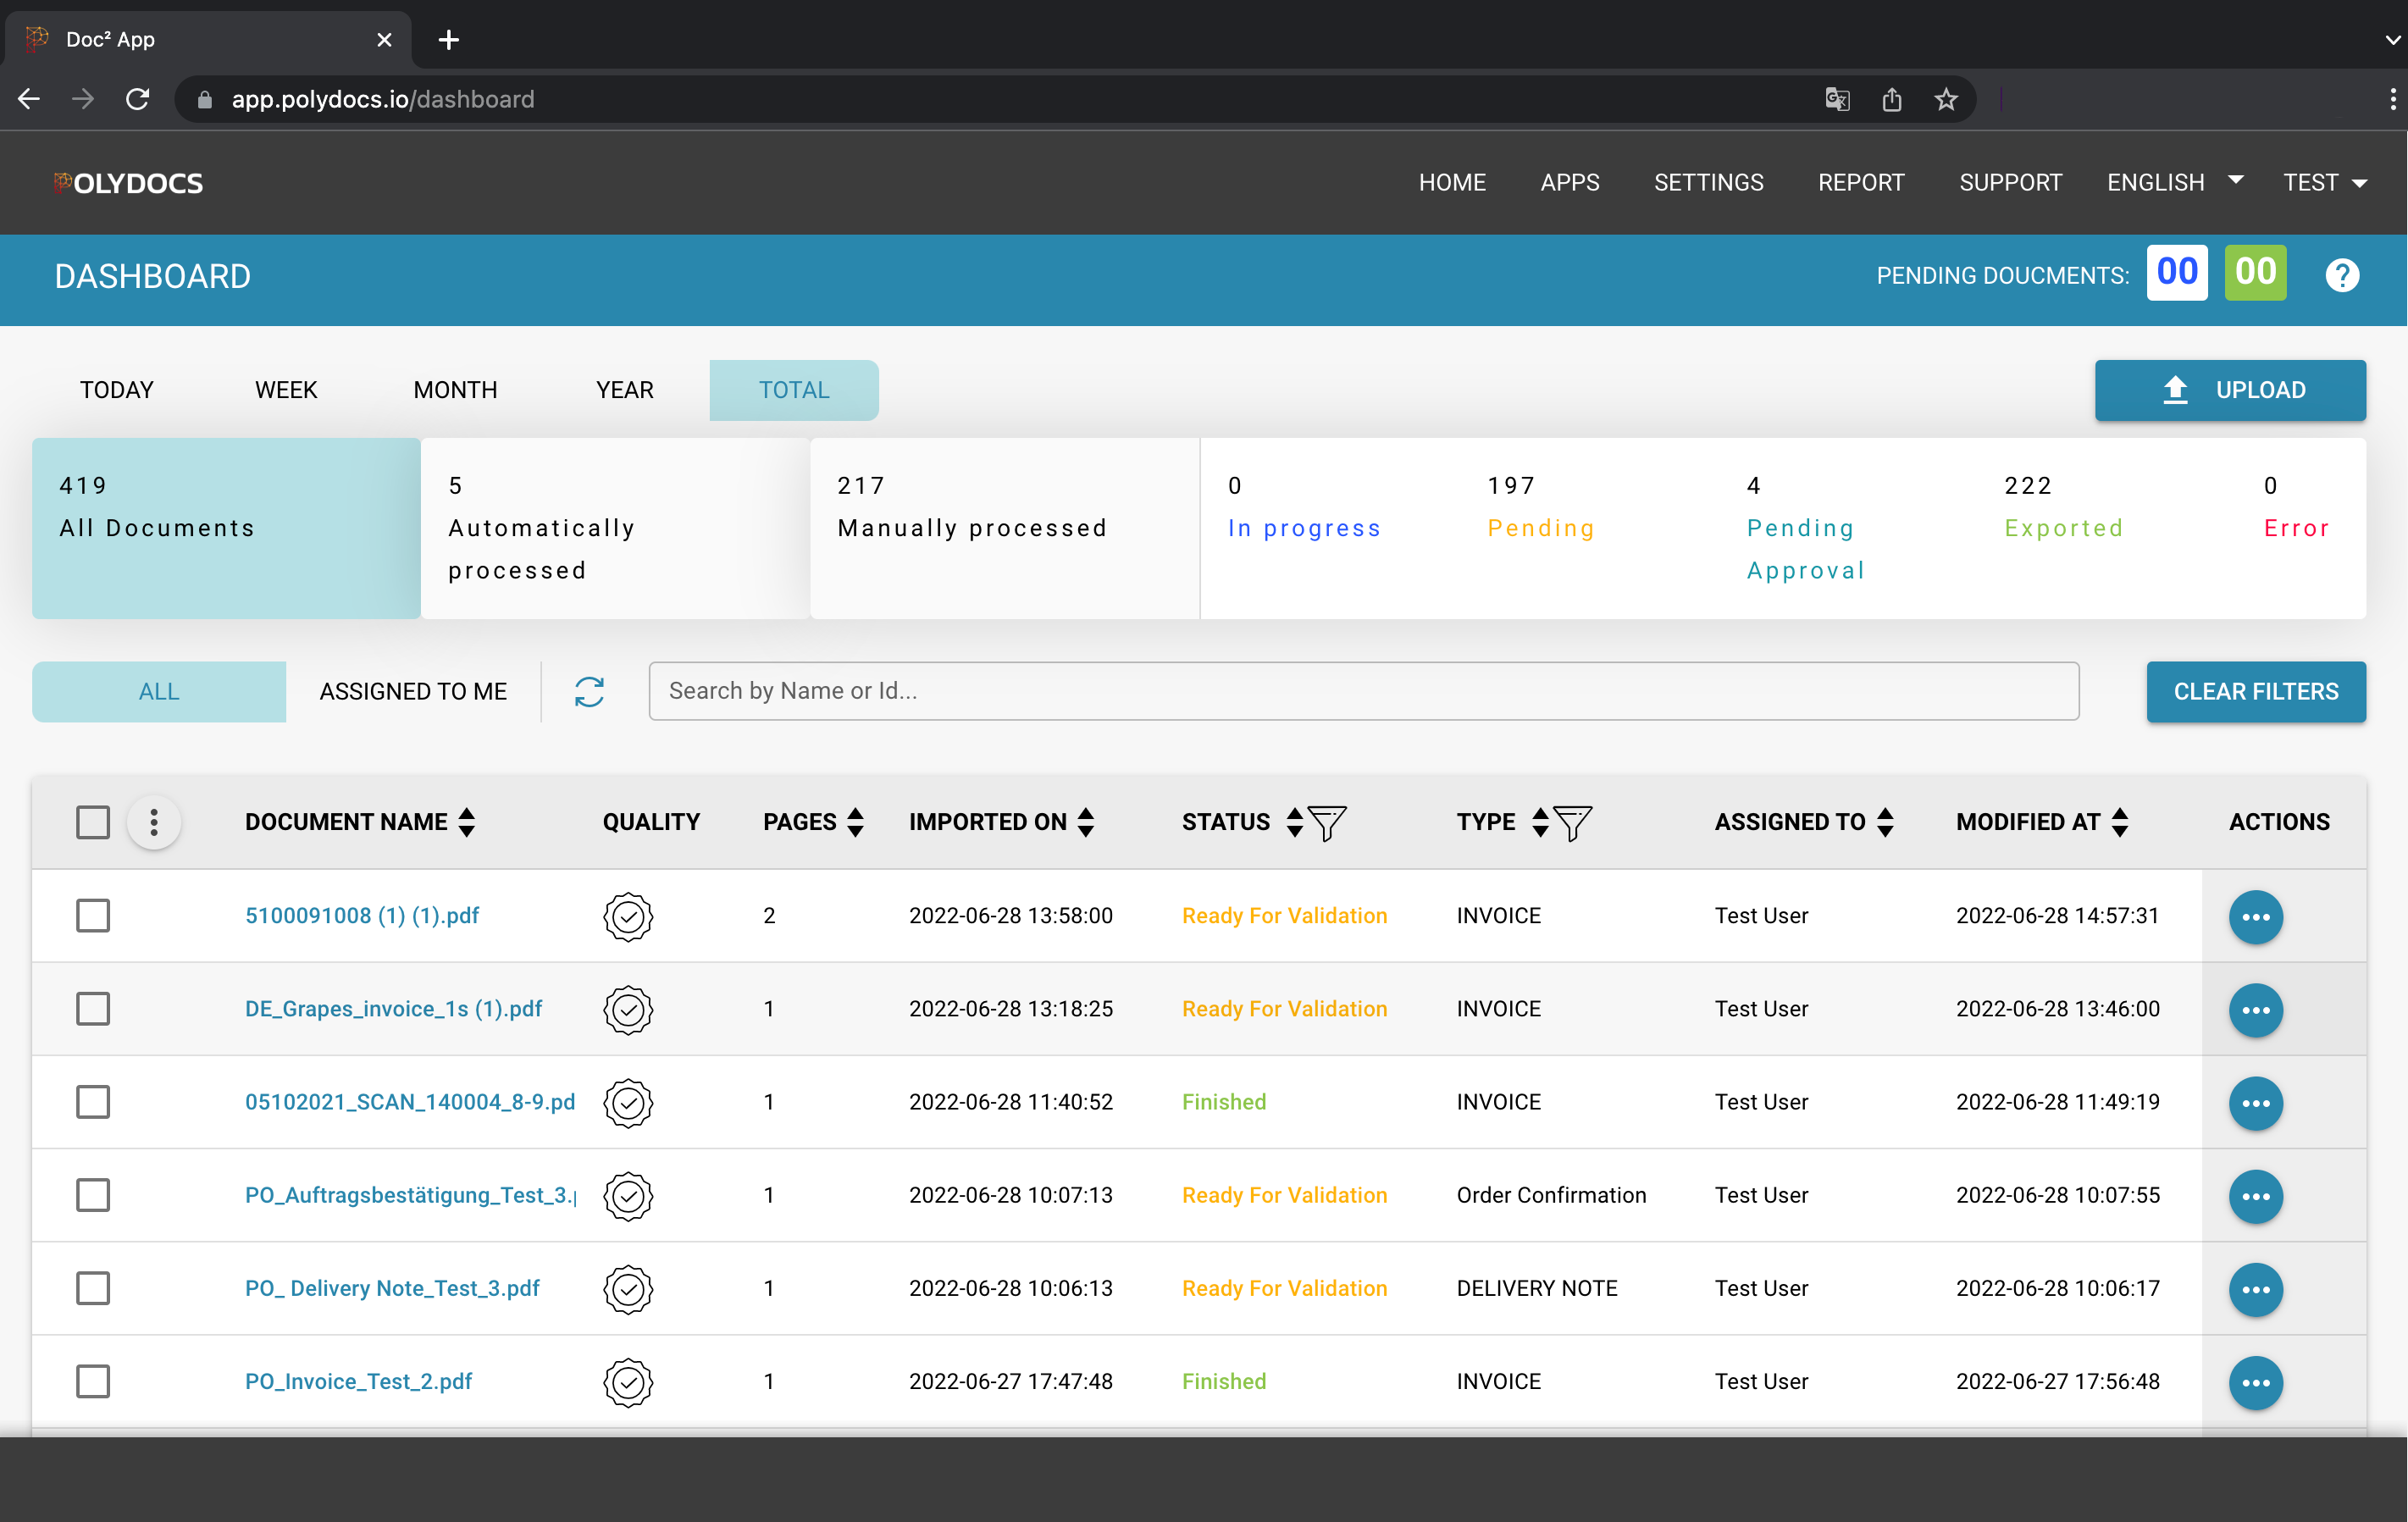 Doc² App
app.polydocs.io/dashboard
POLYDOCS
HOME APPS SETTINGS REPORT SUPPORT ENGLISH TEST
DASHBOARD
PENDING DOUCMENTS: 00 00 ?
TODAY WEEK MONTH YEAR TOTAL
UPLOAD
419 5 217 0 197 4 222 0
All Documents Automatically Manually processed In progress Pending Pending Exported Error
processed Approval
ALL ASSIGNED TO ME Search by Name or Id... CLEAR FILTERS
DOCUMENT NAME QUALITY PAGES IMPORTED ON STATUS TYPE ASSIGNED TO MODIFIED AT ACTIONS
5100091008 (1) (1).pdf 2 2022-06-28 13:58:00 Ready For Validation INVOICE Test User 2022-06-28 14:57:31
DE_Grapes_invoice_1s (1).pdf 1 2022-06-28 13:18:25 Ready For Validation INVOICE Test User 2022-06-28 13:46:00
05102021_SCAN_140004_8-9.pd 1 2022-06-28 11:40:52 Finished INVOICE Test User 2022-06-28 11:49:19
PO_Auftragsbestätigung_Test_3.p 1 2022-06-28 10:07:13 Ready For Validation Order Confirmation Test User 2022-06-28 10:07:55
PO_ Delivery Note_Test_3.pdf 1 2022-06-28 10:06:13 Ready For Validation DELIVERY NOTE Test User 2022-06-28 10:06:17
PO_Invoice_Test_2.pdf 1 2022-06-27 17:47:48 Finished INVOICE Test User 2022-06-27 17:56:48